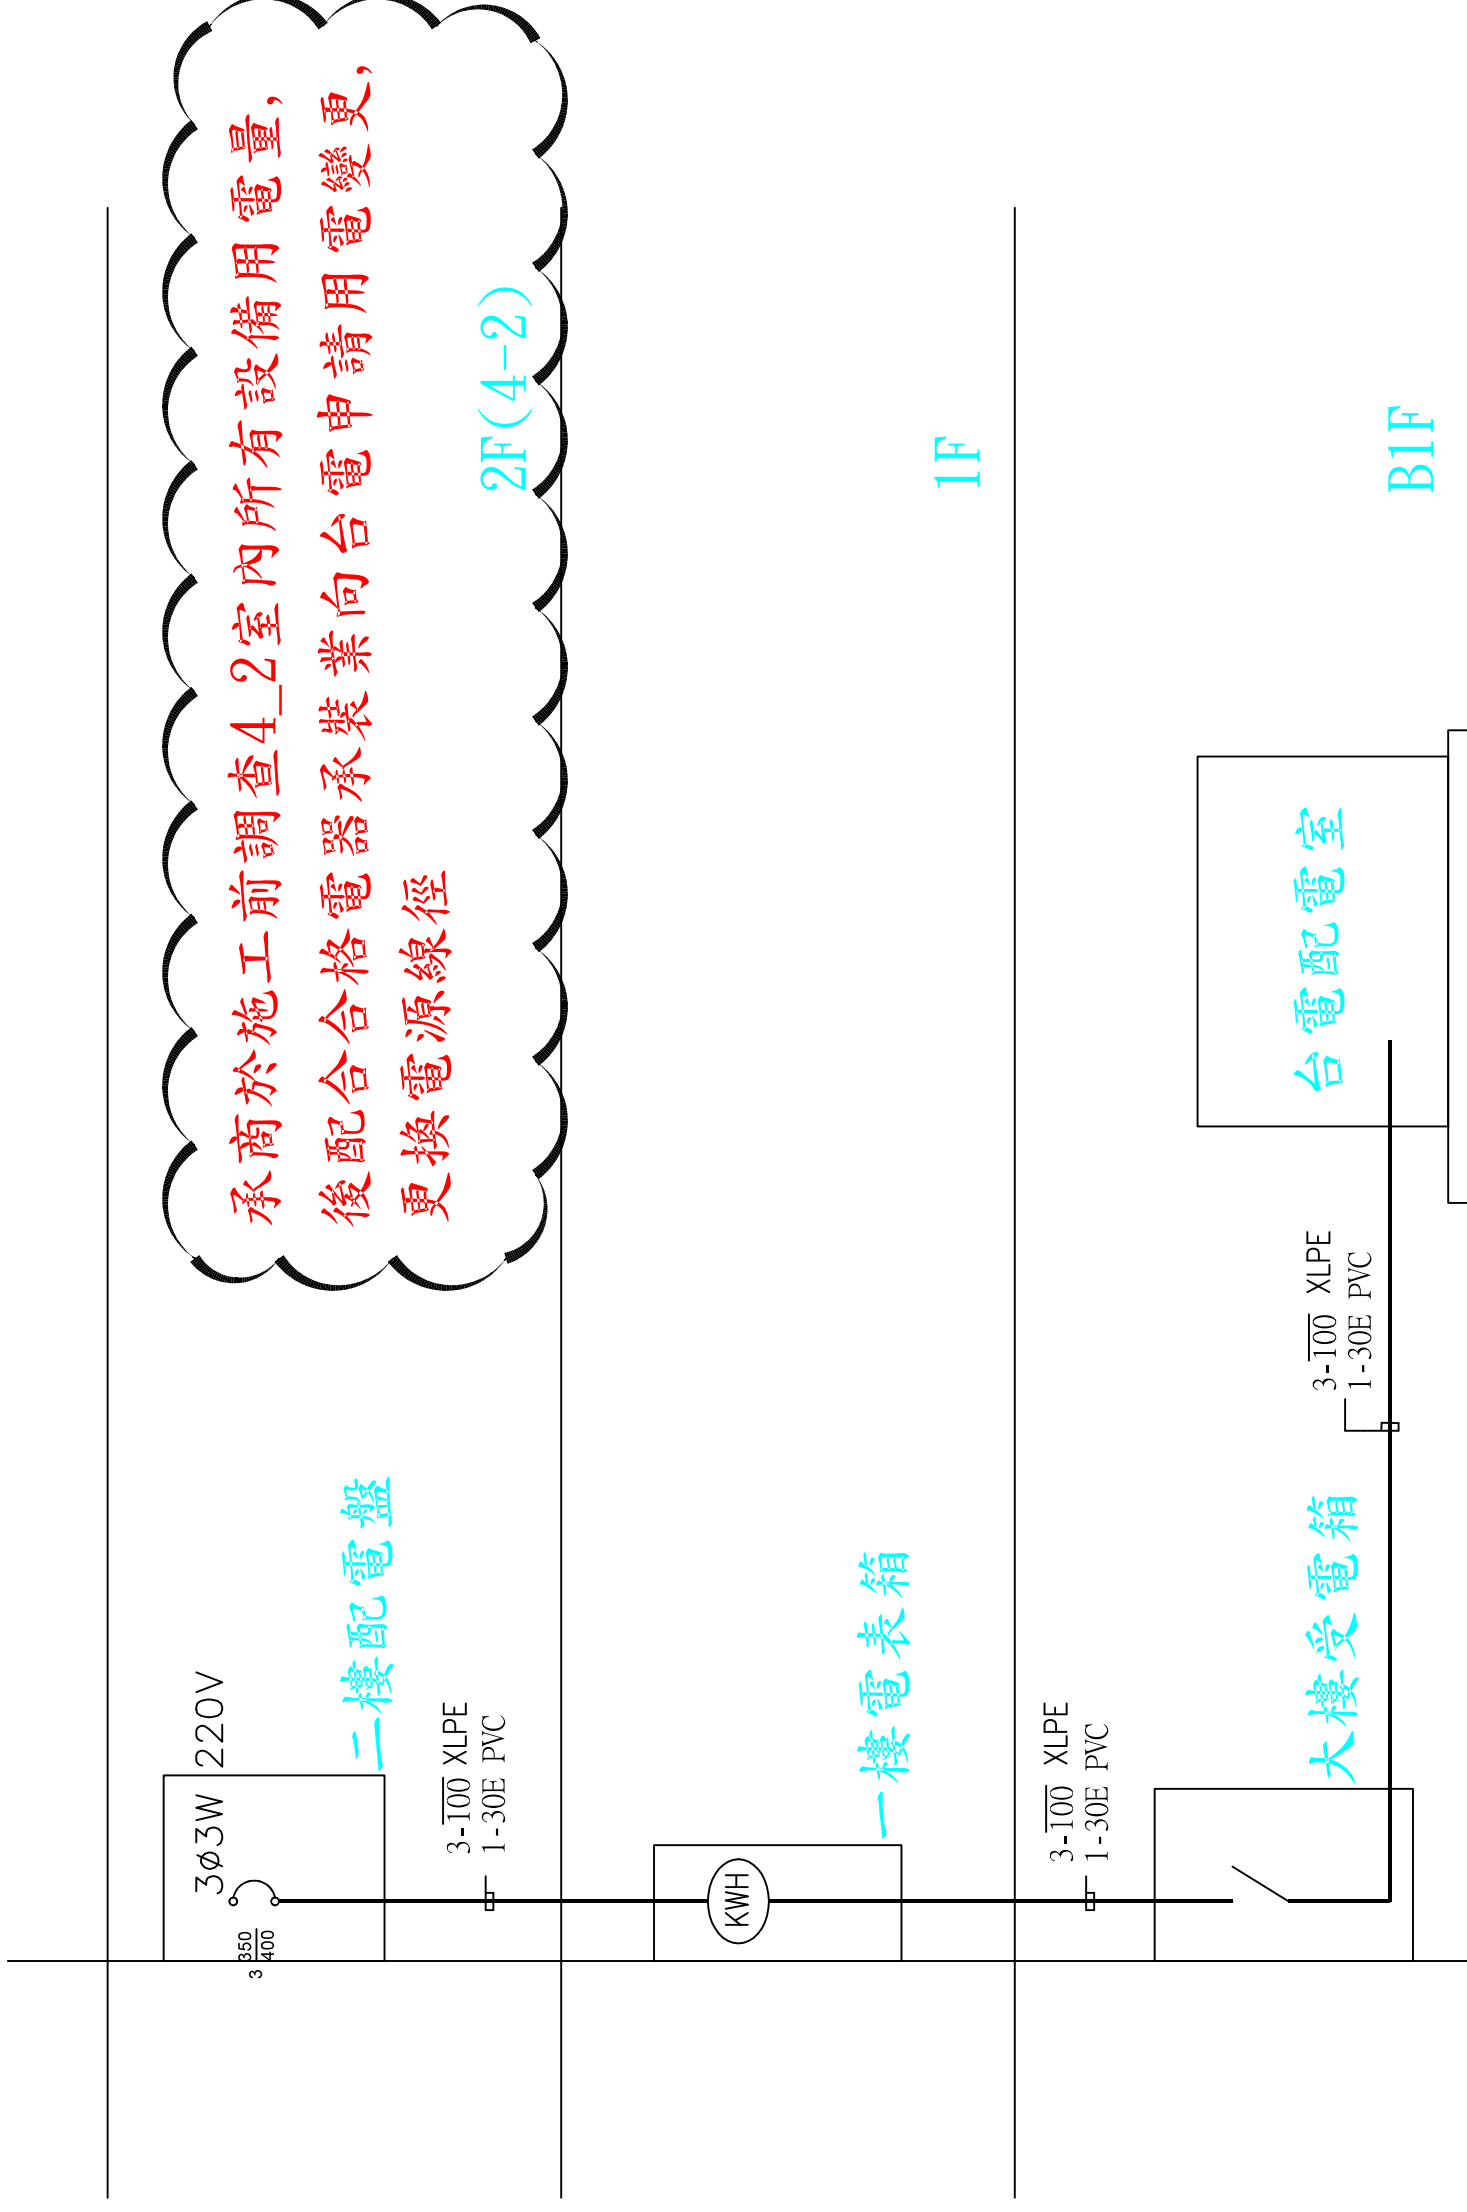 承商於施工前調查4_2室內所有設備用電量,
後配合合格電器承裝業向台電申請用電變更,
更換電源線徑
2F(4-2)
3ø3W 220V
3 350
400
二樓配電盤
3-100 XLPE
1-30E PVC
1F
一樓電表箱
KWH
3-100 XLPE
1-30E PVC
B1F
台電配電室
3-100 XLPE
1-30E PVC
大樓受電箱